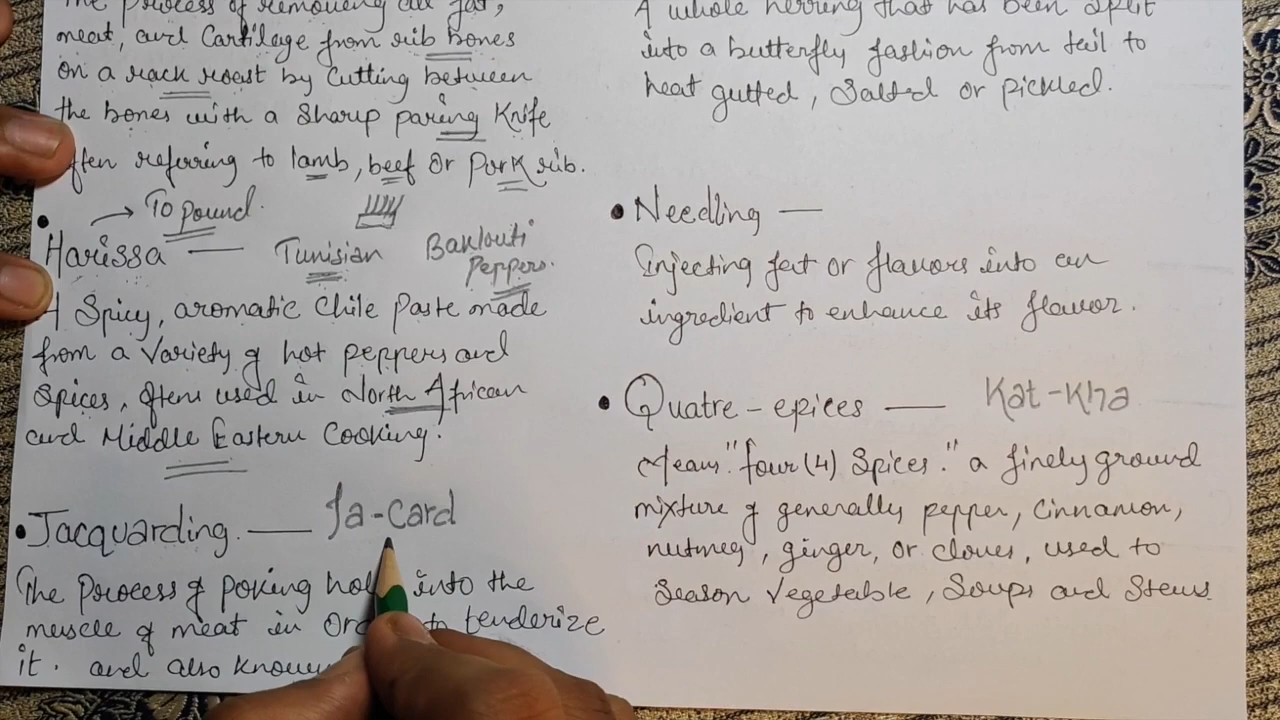 The process of removing all fat,
meat, and Cartilage from rib bones
on a rack roast by Cutting between
the bones with a Sharp paring Knife
often referring to lamb, beef or Pork rib.
To pound.
• Harissa — Tunisian Baklouti
Peppers.
A Spicy, aromatic Chile Paste made
from a Variety of hot peppers and
Spices, often used in North African
and Middle Eastern Cooking.
• Jacquarding. — Ja-Card
The Process of poking holes into the
muscle of meat in Order to tenderize
it. and also known
A whole herring that has been split
into a butterfly fashion from tail to
heat gutted, Salted or pickled.
• Needling —
Injecting fat or flavors into an
ingredient to enhance its flavor.
• Quatre-epices — Kat-Kha
Means "four (4) Spices." a finely ground
mixture of generally pepper, Cinnamon,
nutmeg, ginger, or cloves, used to
Season Vegetable, Soups and Stews.